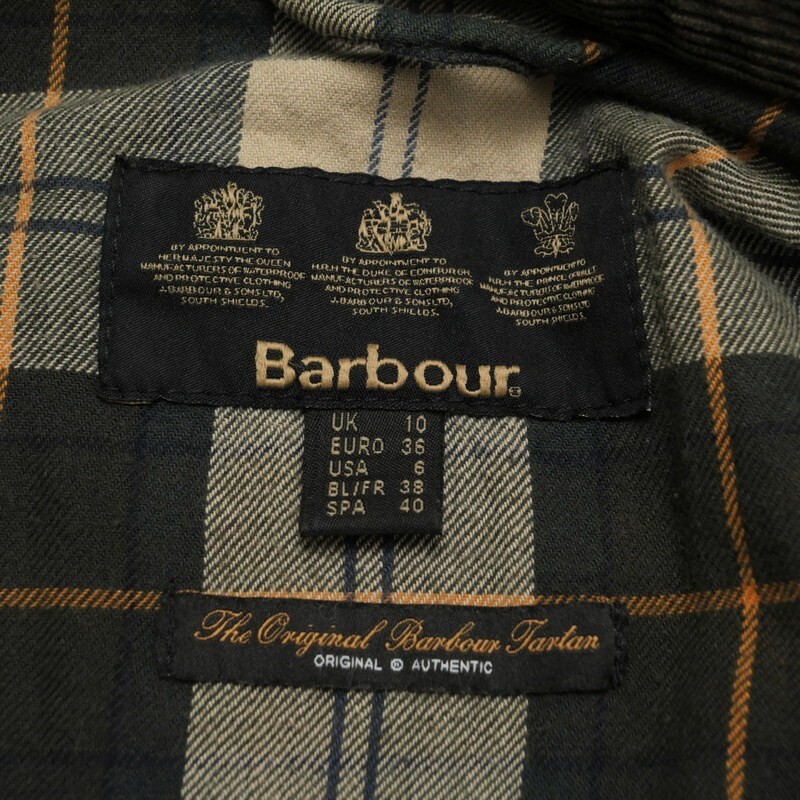 BY APPOINTMENT TO
HER MAJESTY THE QUEEN
MANUFACTURERS OF WATERPROOF
AND PROTECTIVE CLOTHING
J.BARBOUR & SONS LTD,
SOUTH SHIELDS.
BY APPOINTMENT TO
H.R.H THE DUKE OF EDINBURGH
MANUFACTURERS OF WATERPROOF
AND PROTECTIVE CLOTHING
J.BARBOUR & SONS LTD,
SOUTH SHIELDS.
BY APPOINTMENT TO
H.R.H THE PRINCE OF WALES
MANUFACTURERS OF WATERPROOF
AND PROTECTIVE CLOTHING
J.BARBOUR & SONS LTD,
SOUTH SHIELDS.
Barbour®
UK 10
EURO 36
USA 6
BL/FR 38
SPA 40
The Original Barbour Tartan
ORIGINAL ® AUTHENTIC